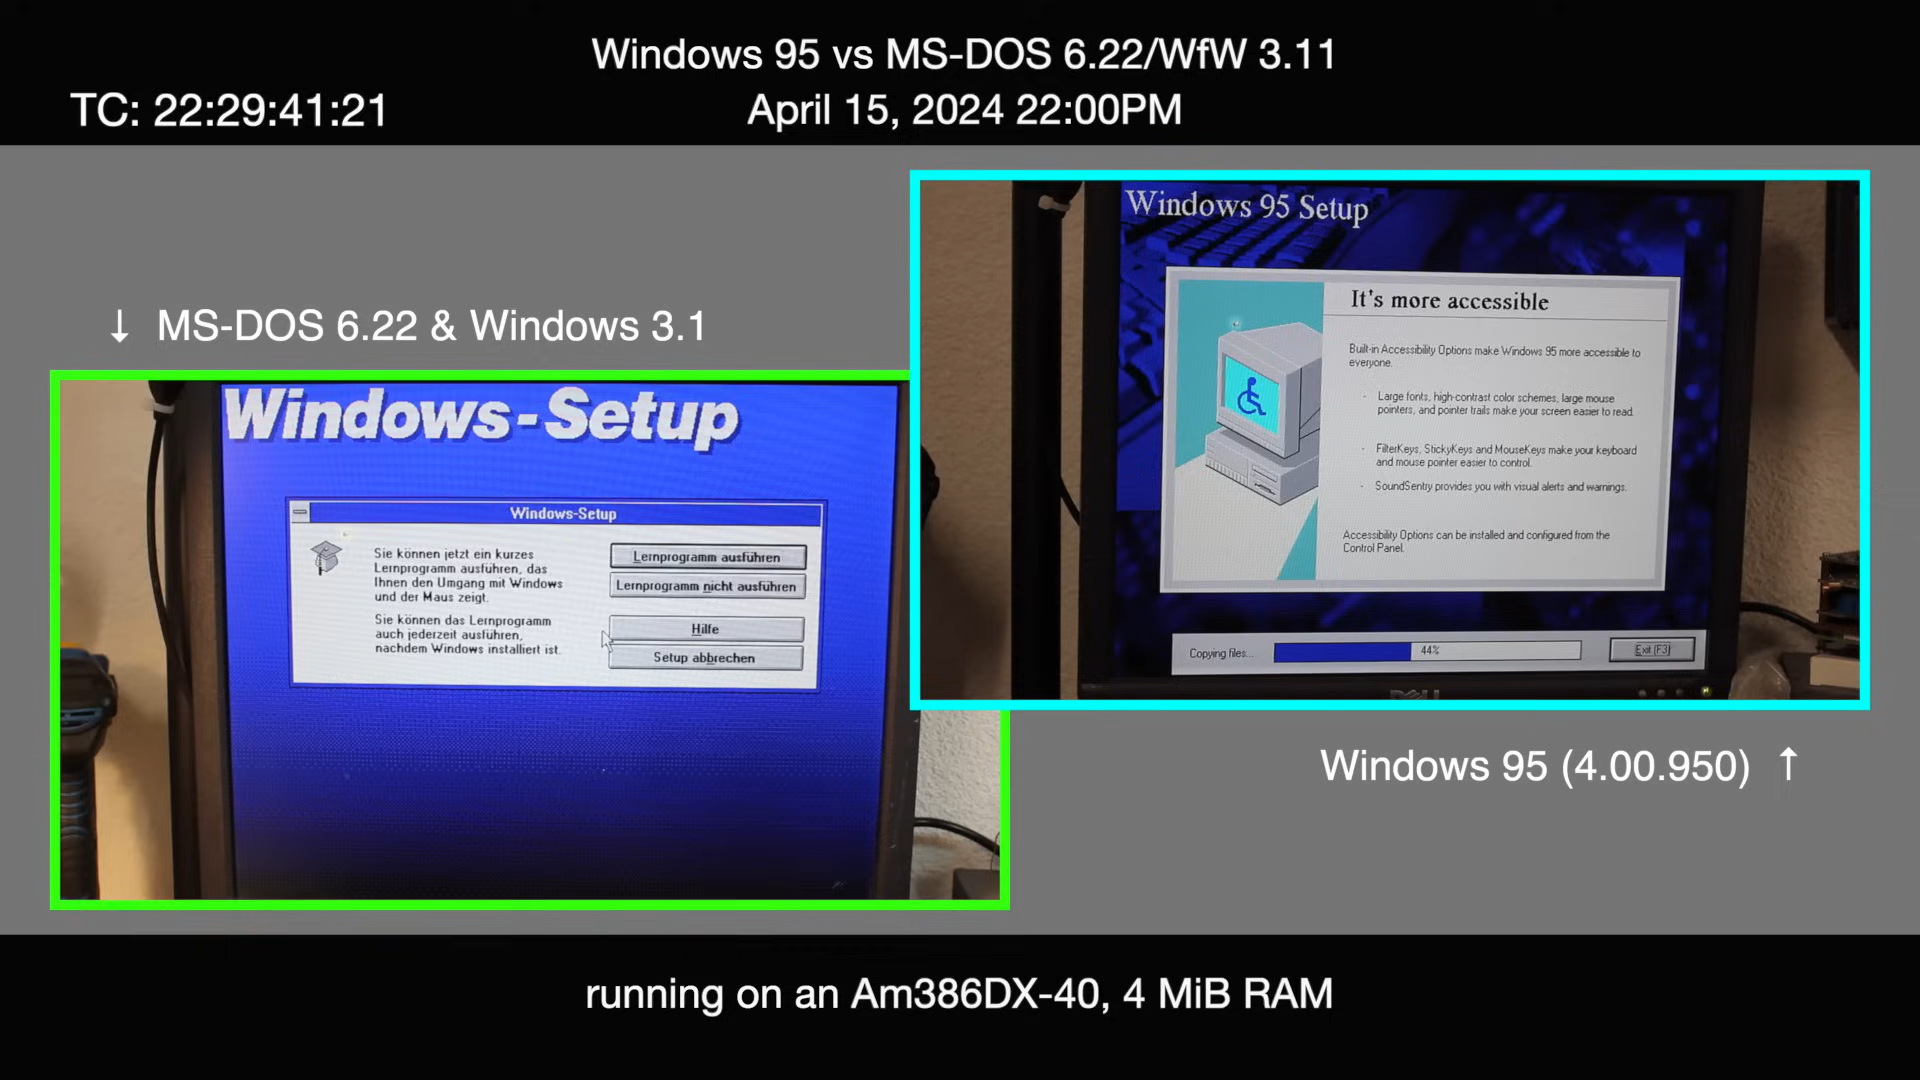 Windows 95 vs MS-DOS 6.22/WfW 3.11
TC: 22:29:41:21
April 15, 2024 22:00PM
↓ MS-DOS 6.22 & Windows 3.1
Windows-Setup
Windows-Setup
Sie können jetzt ein kurzes
Lernprogramm ausführen, das
Ihnen den Umgang mit Windows
und der Maus zeigt.
Sie können das Lernprogramm
auch jederzeit ausführen,
nachdem Windows installiert ist.
Lernprogramm ausführen
Lernprogramm nicht ausführen
Hilfe
Setup abbrechen
Windows 95 Setup
It's more accessible
Built-in Accessibility Options make Windows 95 more accessible to
everyone.
- Large fonts, high-contrast color schemes, large mouse
pointers, and pointer trails make your screen easier to read.
- FilterKeys, StickyKeys and MouseKeys make your keyboard
and mouse pointer easier to control.
- SoundSentry provides you with visual alerts and warnings.
Accessibility Options can be installed and configured from the
Control Panel.
Copying files...
44%
Exit (F3)
DELL
Windows 95 (4.00.950) ↑
running on an Am386DX-40, 4 MiB RAM